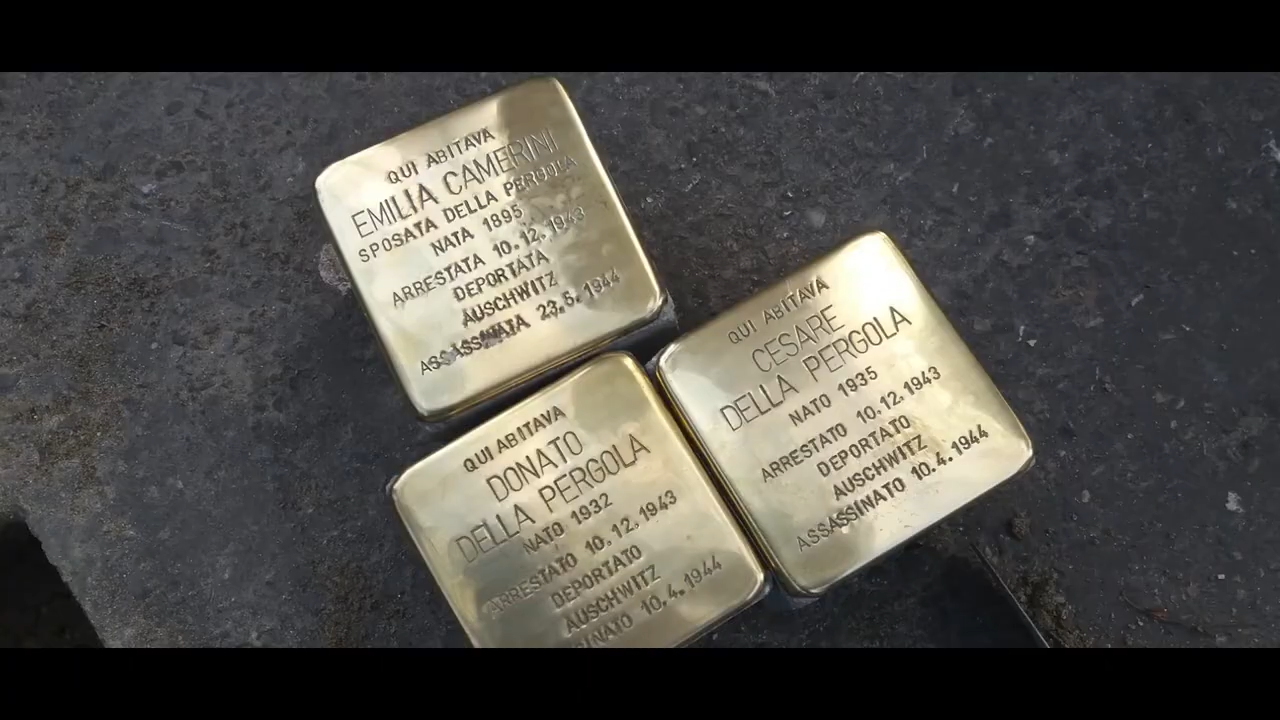 QUI ABITAVA
EMILIA CAMERINI
SPOSATA DELLA PERGOLA
NATA 1895
ARRESTATA 10.12.1943
DEPORTATA
AUSCHWITZ
ASSASSINATA 23.5.1944
QUI ABITAVA
DONATO
DELLA PERGOLA
NATO 1932
ARRESTATO 10.12.1943
DEPORTATO
AUSCHWITZ
INATO 10.4.1944
QUI ABITAVA
CESARE
DELLA PERGOLA
NATO 1935
ARRESTATO 10.12.1943
DEPORTATO
AUSCHWITZ
ASSASSINATO 10.4.1944